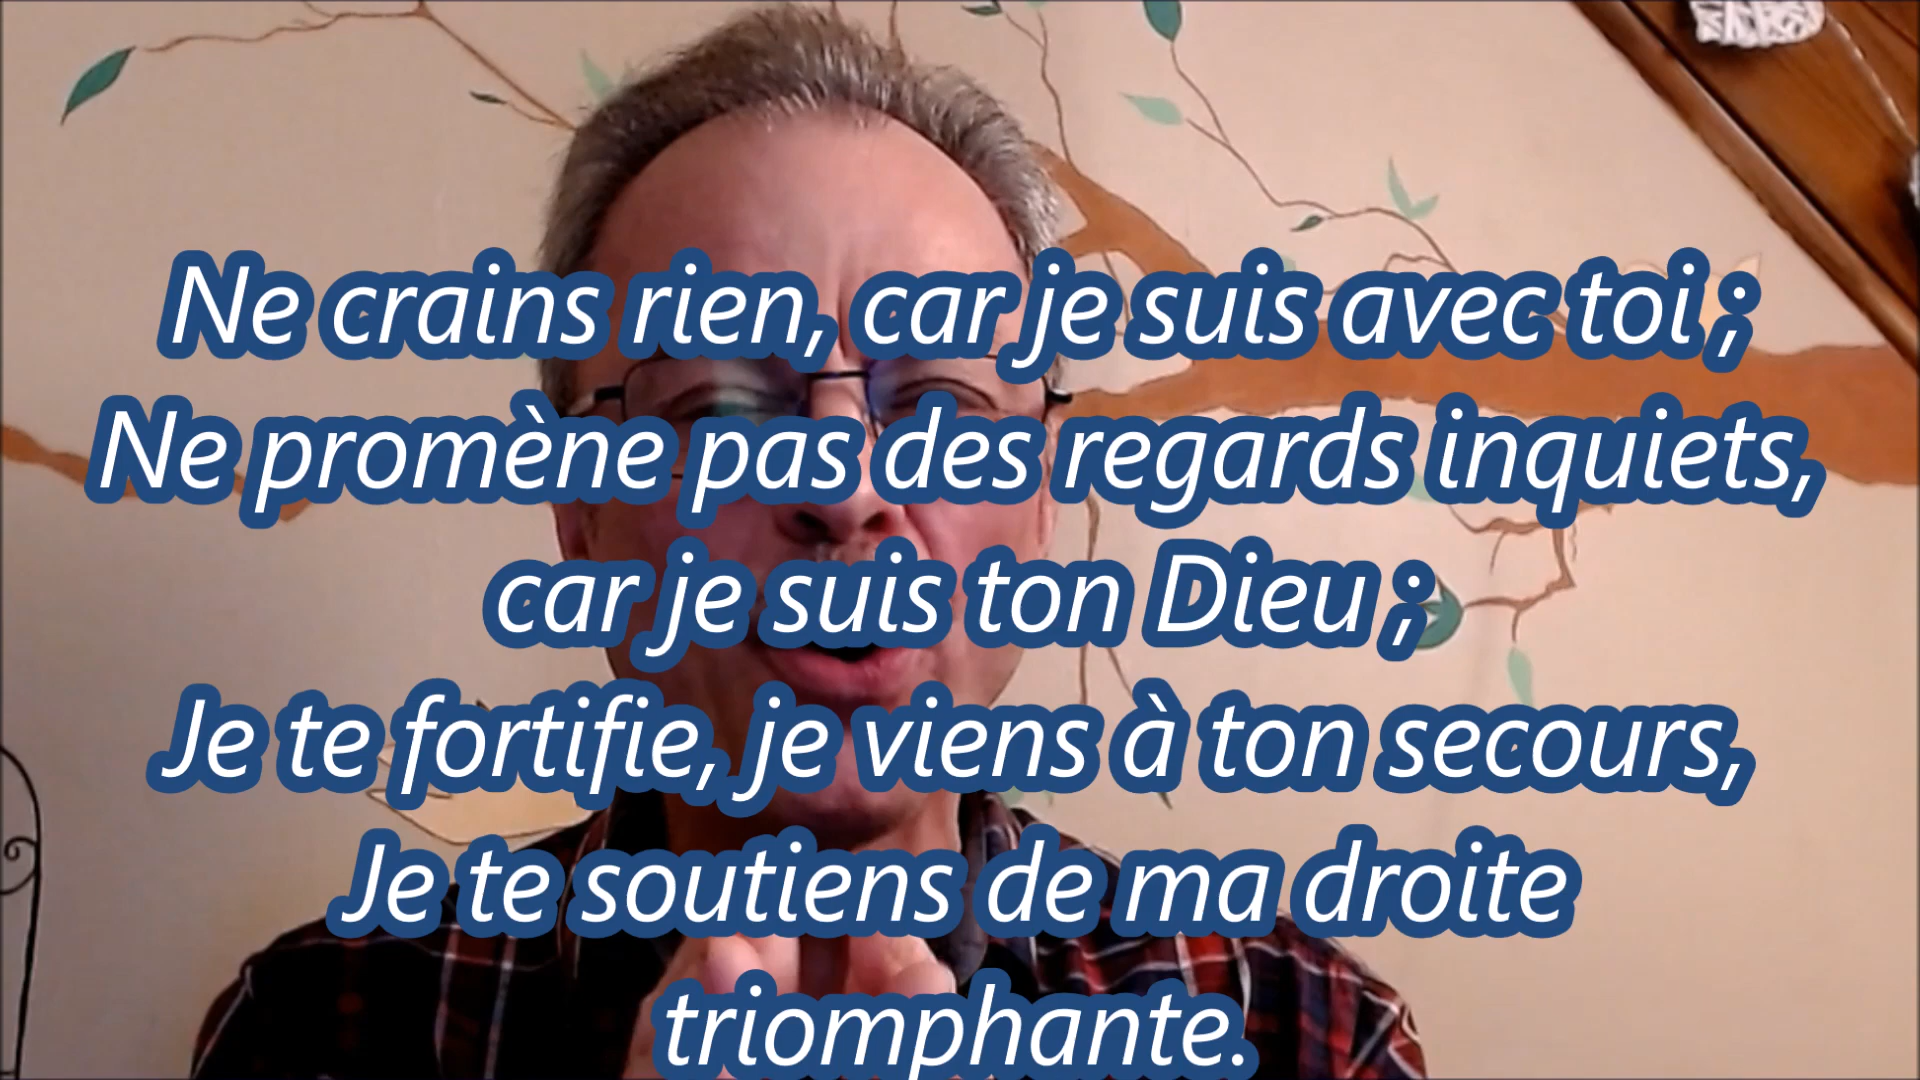 Ne crains rien, car je suis avec toi ;
Ne promène pas des regards inquiets,
car je suis ton Dieu ;
Je te fortifie, je viens à ton secours,
Je te soutiens de ma droite
triomphante.